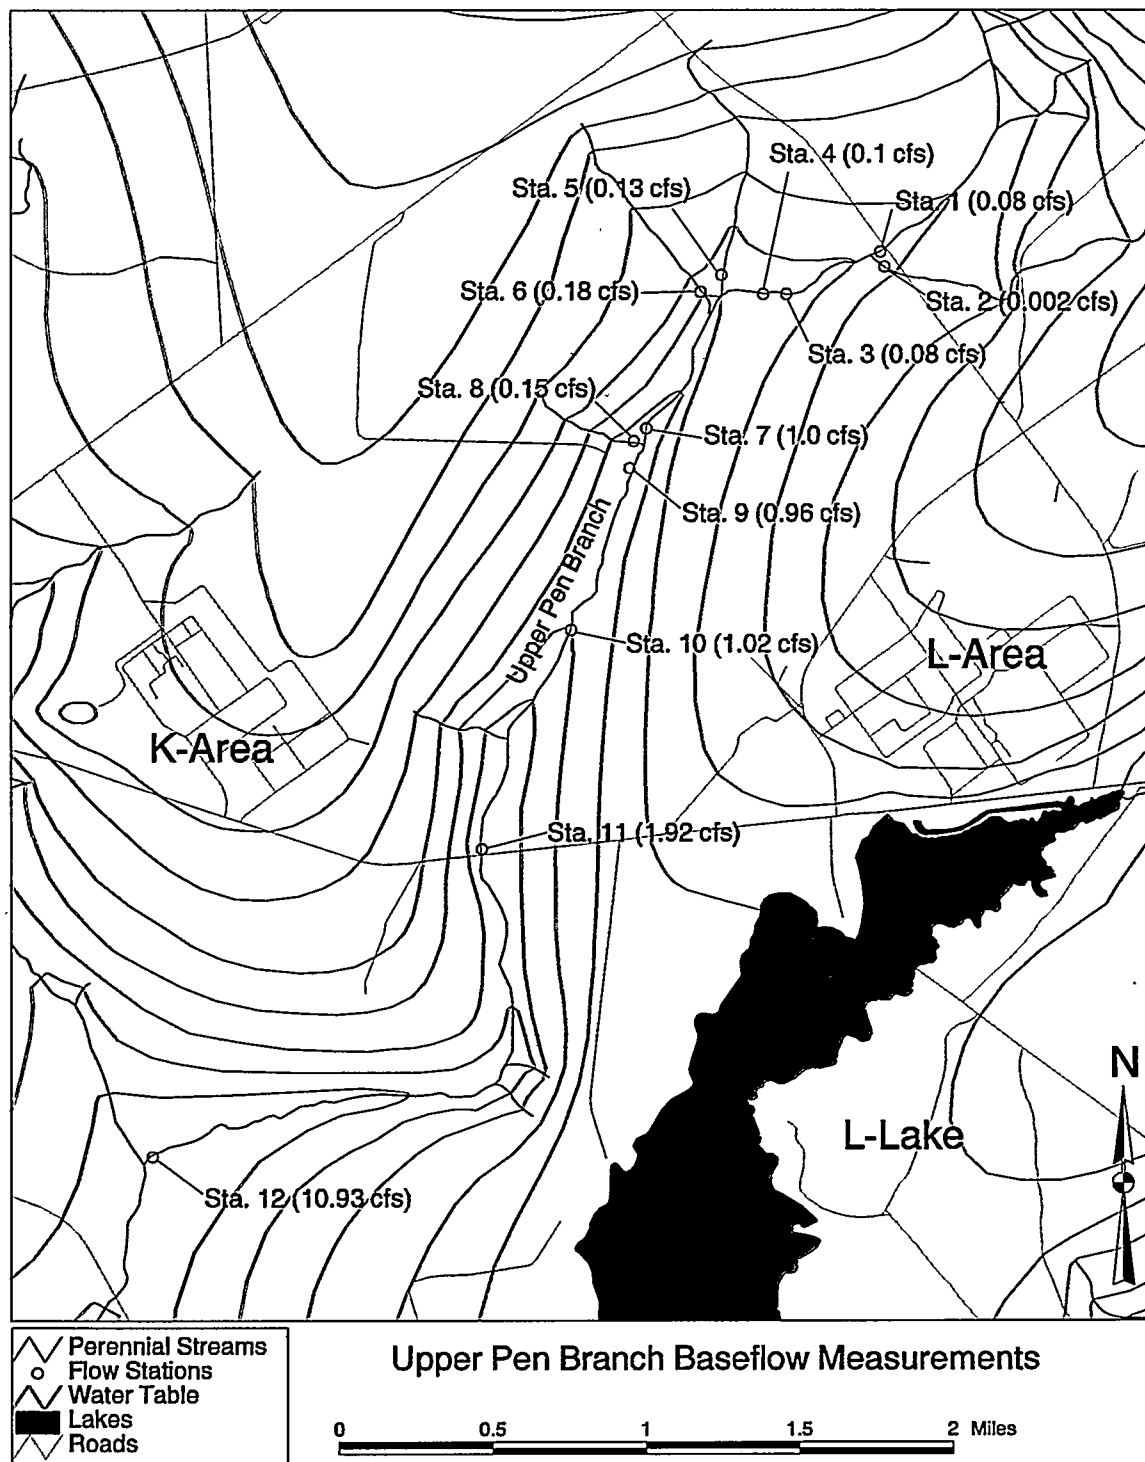 Sta. 4 (0.1 cfs)
Sta. 5 (0.13 cfs)
Sta. 1 (0.08 cfs)
Sta. 6 (0.18 cfs)
Sta. 2 (0.002 cfs)
Sta. 3 (0.08 cfs)
Sta. 8 (0.15 cfs)
Sta. 7 (1.0 cfs)
Sta. 9 (0.96 cfs)
Upper Pen Branch
Sta. 10 (1.02 cfs)
L-Area
K-Area
Sta. 11 (1.92 cfs)
N
L-Lake
Sta. 12 (10.93 cfs)
Perennial Streams
Flow Stations
Water Table
Lakes
Roads
Upper Pen Branch Baseflow Measurements
0 0.5 1 1.5 2 Miles